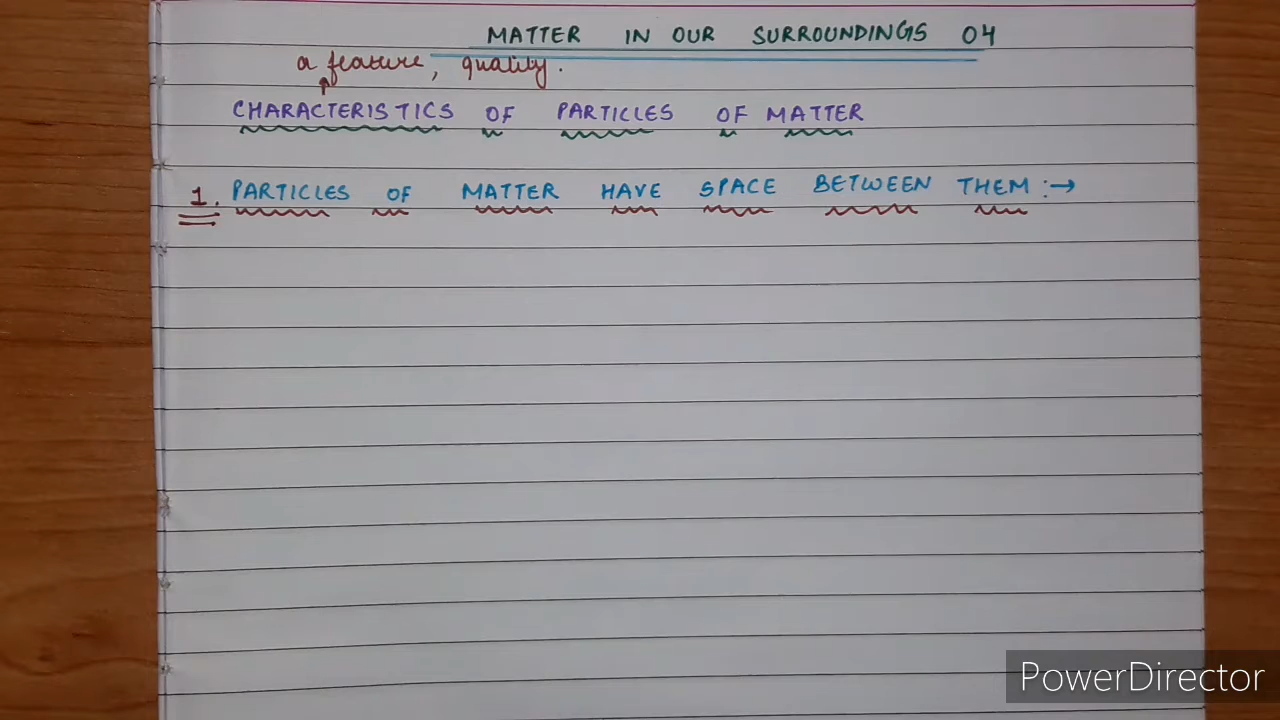 MATTER IN OUR SURROUNDINGS 04
a feature, quality.
CHARACTERISTICS OF PARTICLES OF MATTER
1. PARTICLES OF MATTER HAVE SPACE BETWEEN THEM :→
PowerDirector